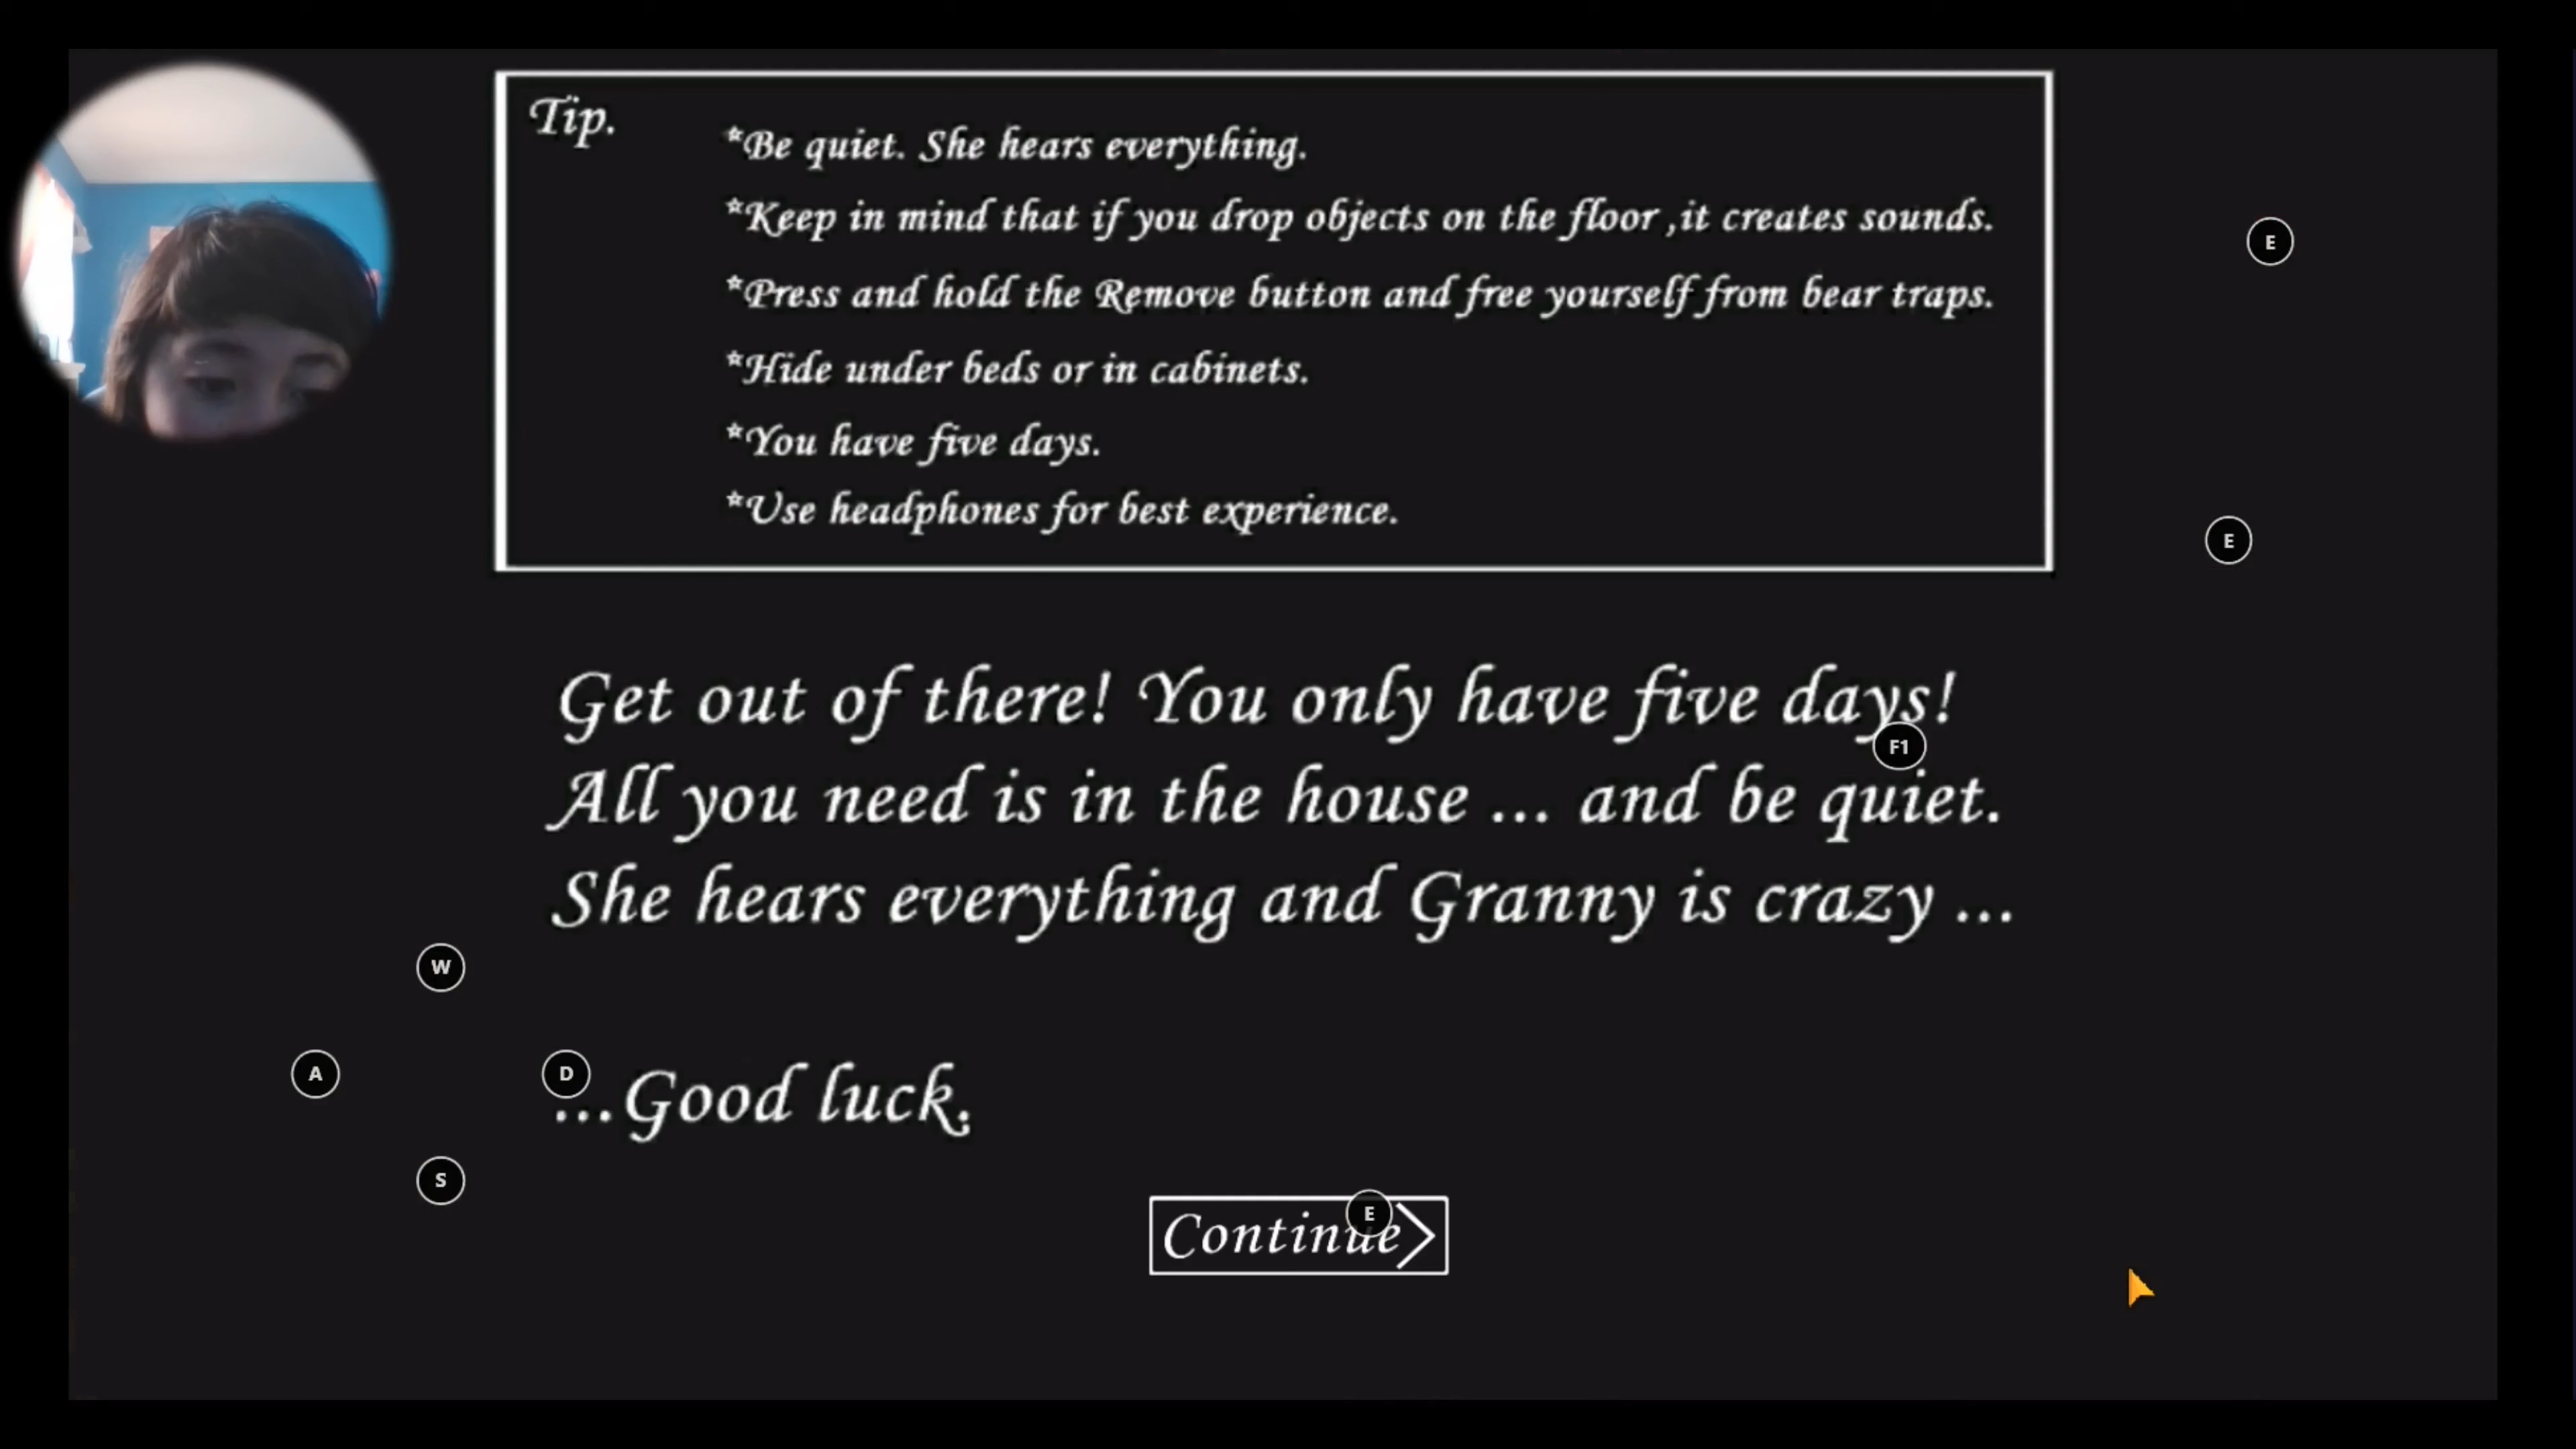 Tip.
*Be quiet. She hears everything.
*Keep in mind that if you drop objects on the floor ,it creates sounds.
*Press and hold the Remove button and free yourself from bear traps.
*Hide under beds or in cabinets.
*You have five days.
*Use headphones for best experience.
E
E
Get out of there! You only have five days!
F1
All you need is in the house ... and be quiet.
She hears everything and Granny is crazy ...
W
A
D
...Good luck.
S
E
Continue>